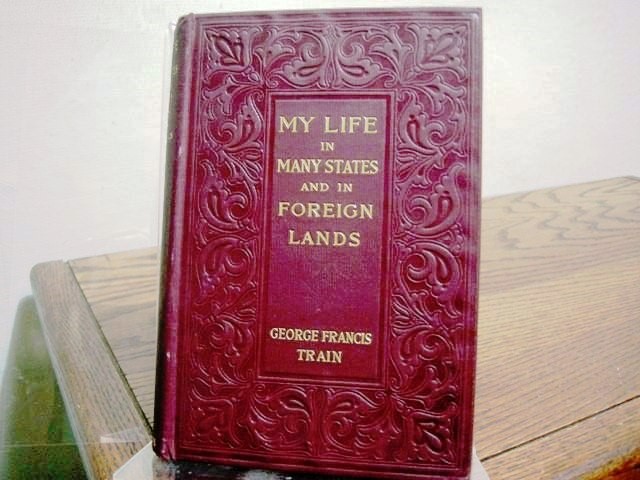 MY LIFE
IN
MANY STATES
AND IN
FOREIGN
LANDS
GEORGE FRANCIS
TRAIN